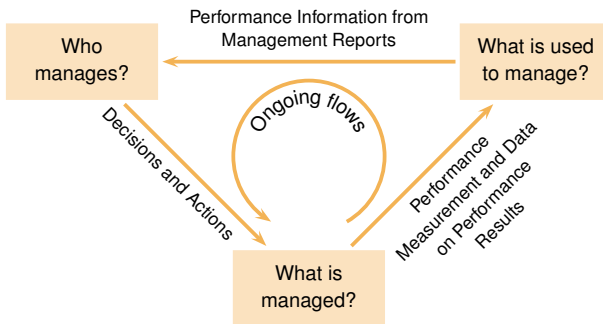 Performance Information from
Management Reports
Who
manages?
What is used
to manage?
Ongoing flows
Decisions and Actions
Performance
Measurement and Data
on Performance
Results
What is
managed?